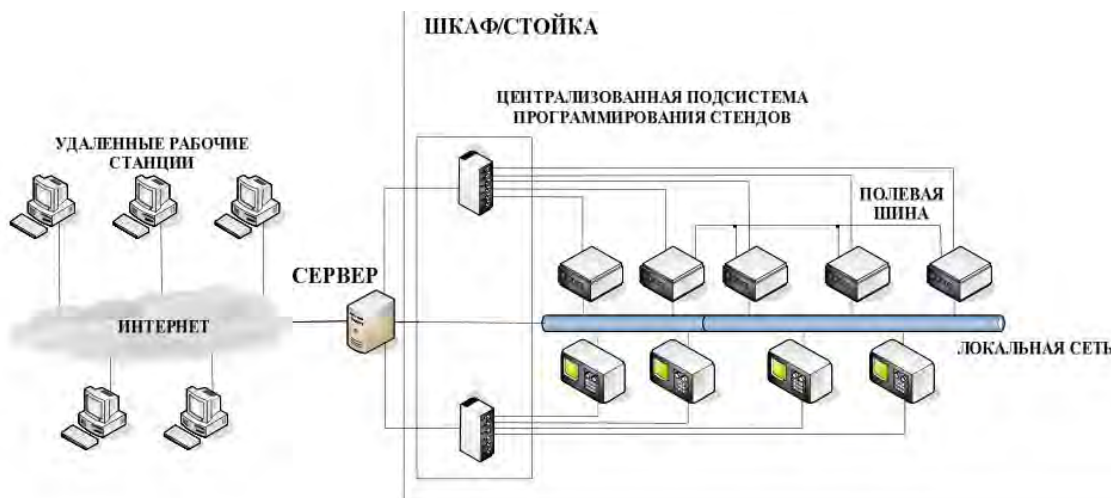 ШКАФ/СТОЙКА
ЦЕНТРАЛИЗОВАННАЯ ПОДСИСТЕМА
ПРОГРАММИРОВАНИЯ СТЕНДОВ
УДАЛЕННЫЕ РАБОЧИЕ
СТАНЦИИ
ПОЛЕВАЯ
ШИНА
СЕРВЕР
ИНТЕРНЕТ
ЛОКАЛЬНАЯ СЕТЬ